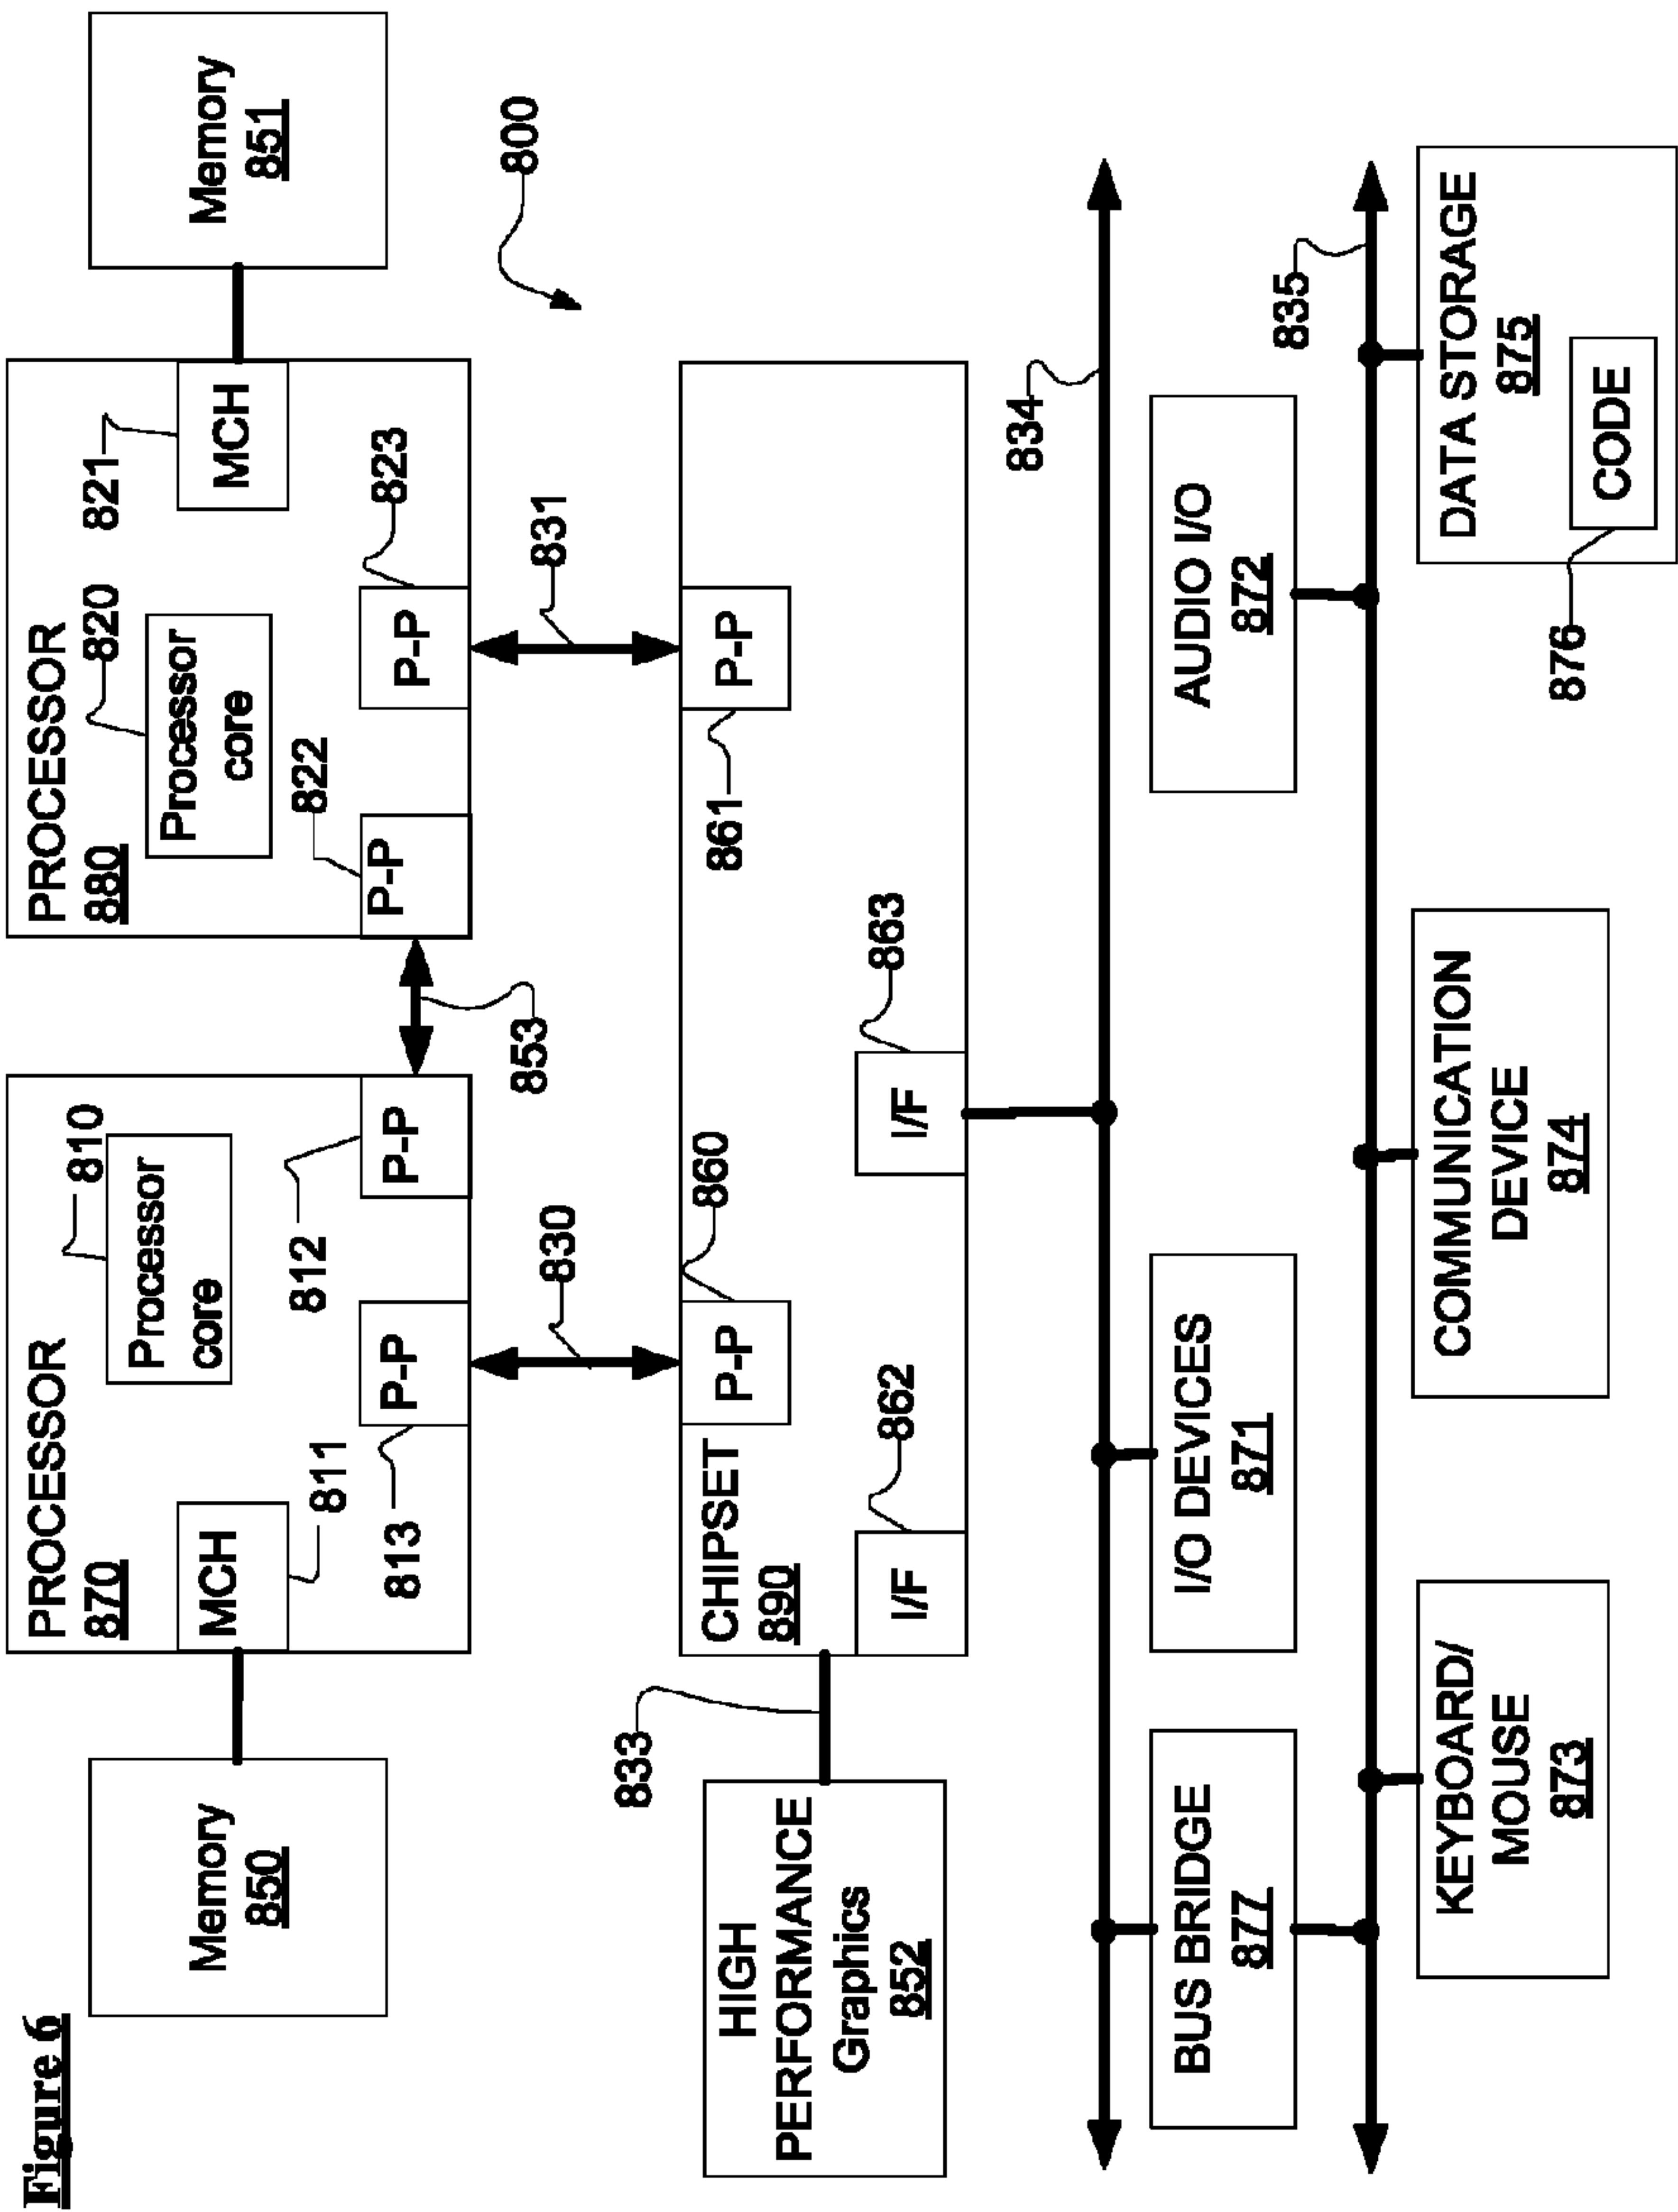 Figure 6
Memory
850
PROCESSOR
870
MCH
811
Processor
core
810
P-P
813
P-P
812
853
PROCESSOR
880
Processor
core
820
P-P
822
P-P
823
MCH
821
Memory
851
800
830
831
HIGH
PERFORMANCE
Graphics
852
833
CHIPSET
890
P-P
860
P-P
861
I/F
862
I/F
863
834
BUS BRIDGE
877
I/O DEVICES
871
AUDIO I/O
872
835
KEYBOARD/
MOUSE
873
COMMUNICATION
DEVICE
874
DATA STORAGE
875
CODE
876